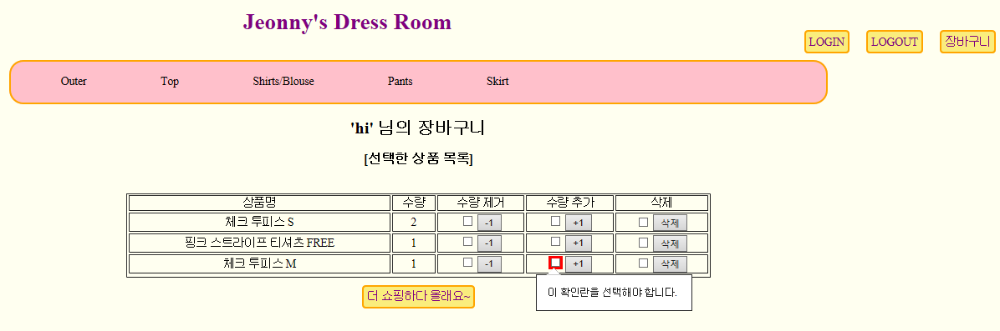 Jeonny's Dress Room
LOGIN LOGOUT 장바구니
Outer Top Shirts/Blouse Pants Skirt
'hi' 님의 장바구니
[선택한 상품 목록]
상품명 수량 수량 제거 수량 추가 삭제
체크 투피스 S 2 -1 +1 삭제
핑크 스트라이프 티셔츠 FREE 1 -1 +1 삭제
체크 투피스 M 1 -1 +1 삭제
더 쇼핑하다 올래요~
이 확인란을 선택해야 합니다.